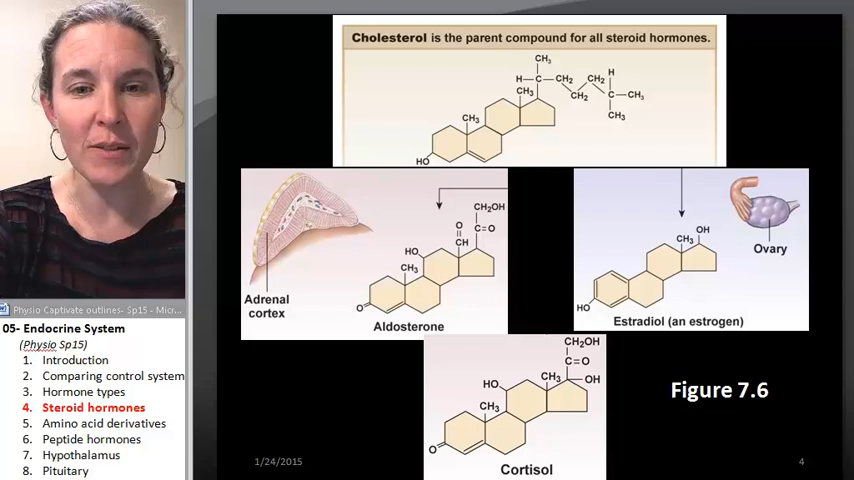 Cholesterol is the parent compound for all steroid hormones.
CH₃
H
H—C—CH₂
CH₂
CH₃
C—CH₃
CH₂
CH₃
CH₃
HO
Adrenal
cortex
CH₂OH
O
C=O
CH
HO
CH₃
O
Aldosterone
OH
CH₃
HO
Ovary
Estradiol (an estrogen)
CH₂OH
C=O
CH₃
OH
HO
CH₃
O
Cortisol
Figure 7.6
1/24/2015
4
Physio Captivate outlines- Sp15 - Micr...
05- Endocrine System
(Physio Sp15)
1. Introduction
2. Comparing control system
3. Hormone types
4. Steroid hormones
5. Amino acid derivatives
6. Peptide hormones
7. Hypothalamus
8. Pituitary